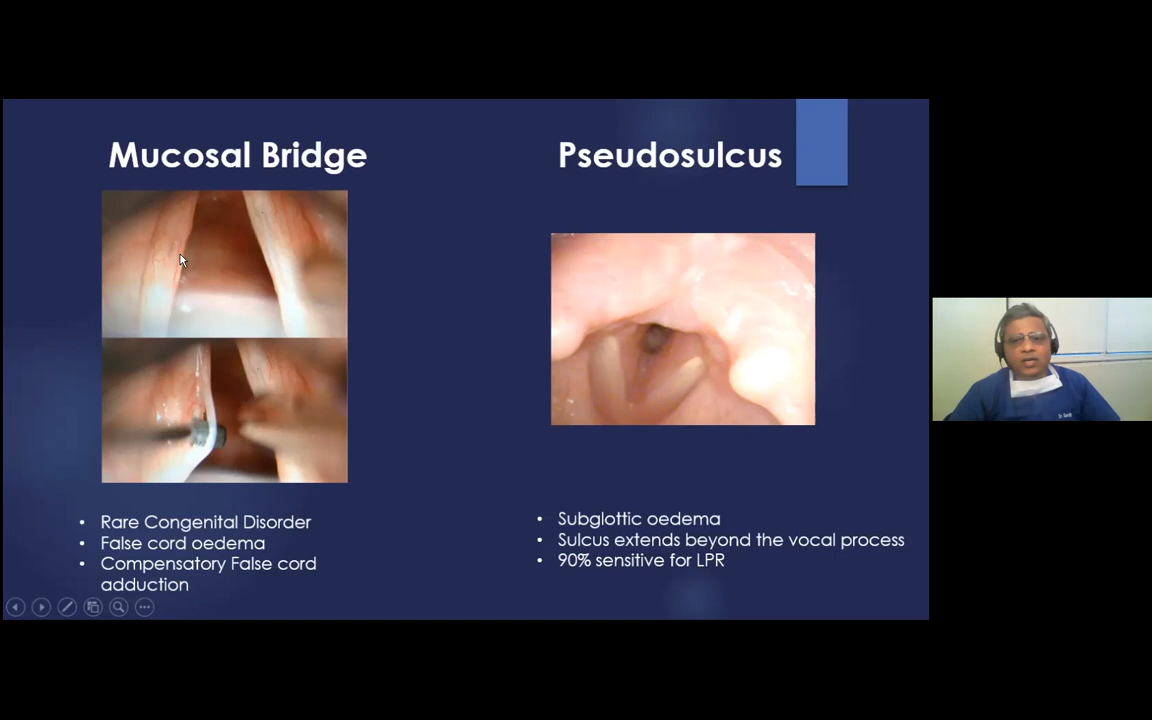 Mucosal Bridge
• Rare Congenital Disorder
• False cord oedema
• Compensatory False cord
adduction
Pseudosulcus
• Subglottic oedema
• Sulcus extends beyond the vocal process
• 90% sensitive for LPR